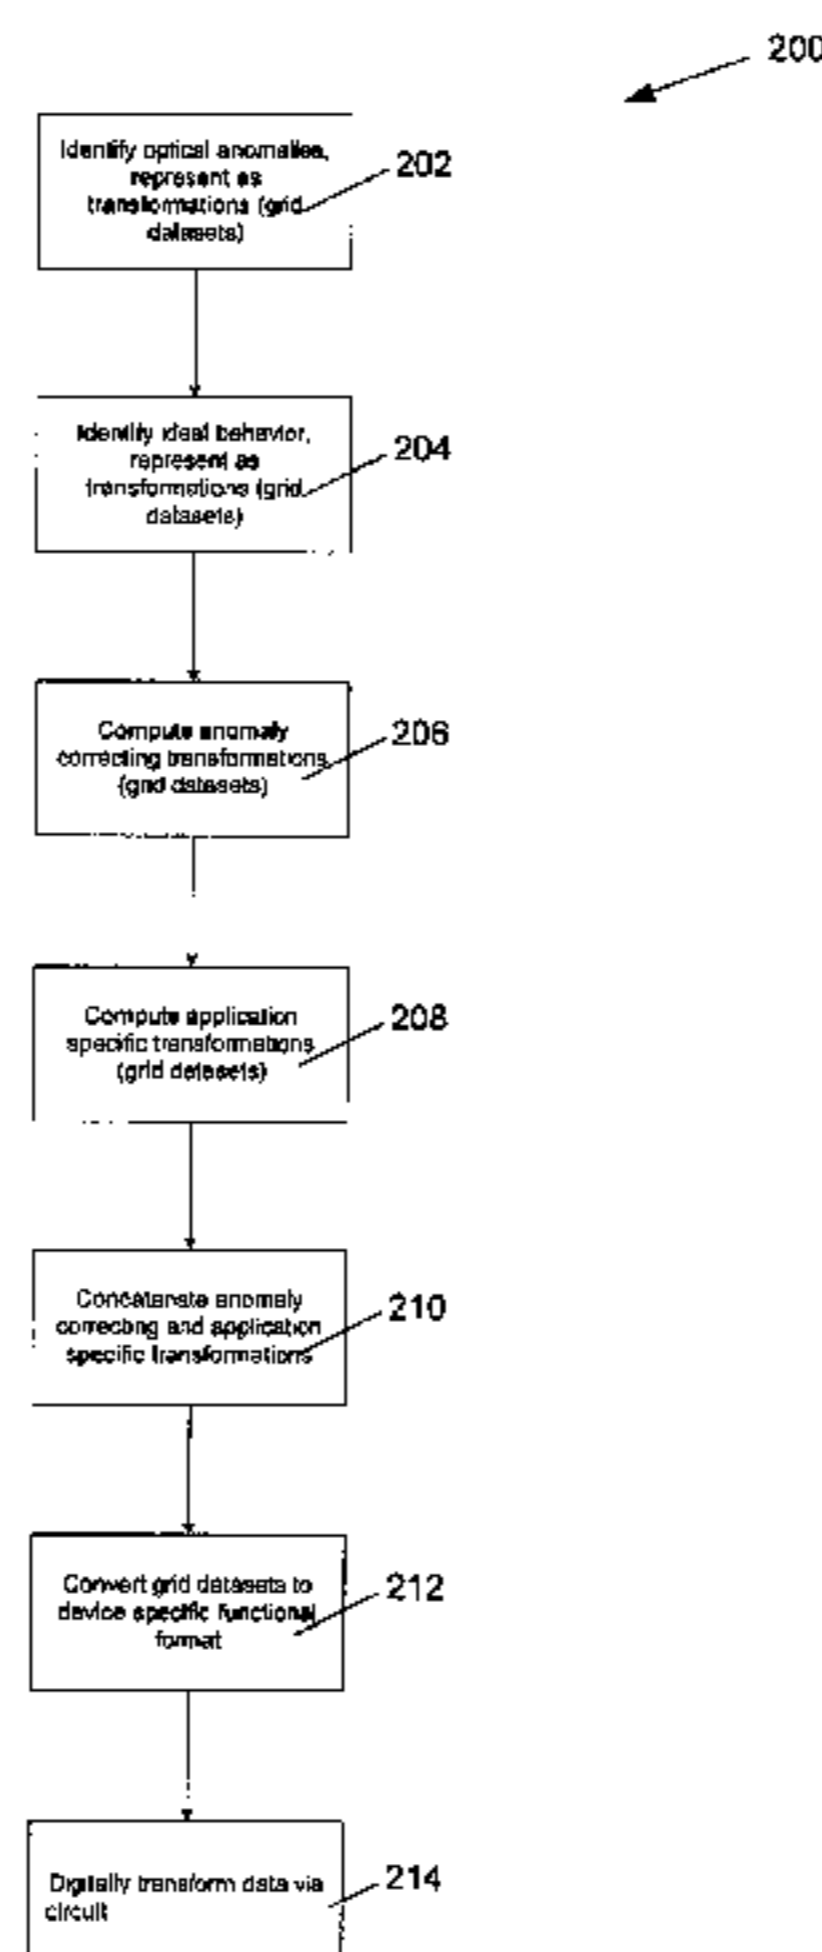 200
Identify optical anomalies,
represent as
transformations (grid
datasets)
202
Identify ideal behavior,
represent as
transformations (grid
datasets)
204
Compute anomaly
correcting transformations
(grid datasets)
206
Compute application
specific transformations
(grid datasets)
208
Concatenate anomaly
correcting and application
specific transformations
210
Convert grid datasets to
device specific functional
format
212
Digitally transform data via
circuit
214